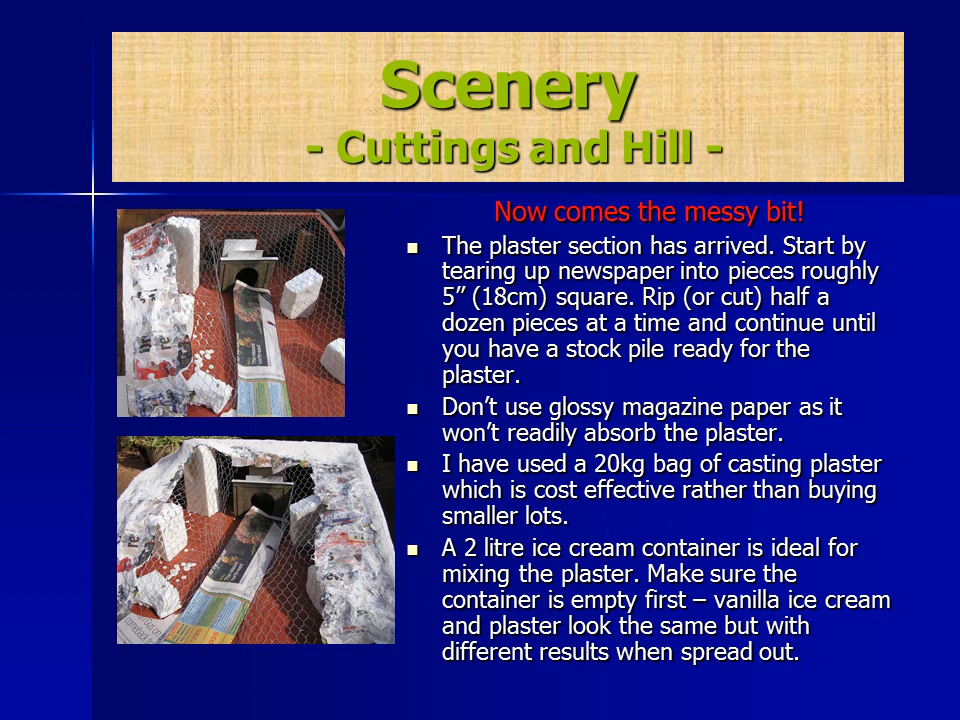 Scenery
- Cuttings and Hill -
Now comes the messy bit!
The plaster section has arrived. Start by
tearing up newspaper into pieces roughly
5” (18cm) square. Rip (or cut) half a
dozen pieces at a time and continue until
you have a stock pile ready for the
plaster.
Don’t use glossy magazine paper as it
won’t readily absorb the plaster.
I have used a 20kg bag of casting plaster
which is cost effective rather than buying
smaller lots.
A 2 litre ice cream container is ideal for
mixing the plaster. Make sure the
container is empty first – vanilla ice cream
and plaster look the same but with
different results when spread out.